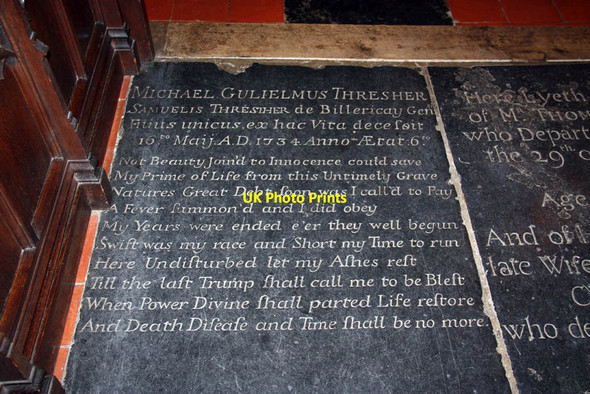 MICHAEL GULIELMUS THRESHER
SAMUELIS THRESHER de Billericay Gen
Filius unicus, ex hac Vita deceſsit
10mo Maij. A.D. 1734 Anno Ætat. 6to
Not Beauty Join'd to Innocence could save
My Prime of Life from this Untimely Grave
Natures Great Debt soon was I call'd to Pay
A Fever ſummon'd and I did obey
My Years were ended e'er they well begun
Swift was my race and Short my Time to run
Here Undiſturbed let my Aſhes reſt
Till the laſt Trump ſhall call me to be Bleſt
When Power Divine ſhall parted Life reſtore
And Death Diſeaſe and Time ſhall be no more.
Here Lyeth
of Mr THOM
who Depart
the 29th o
Age
And of
late Wife
who de
UK Photo Prints